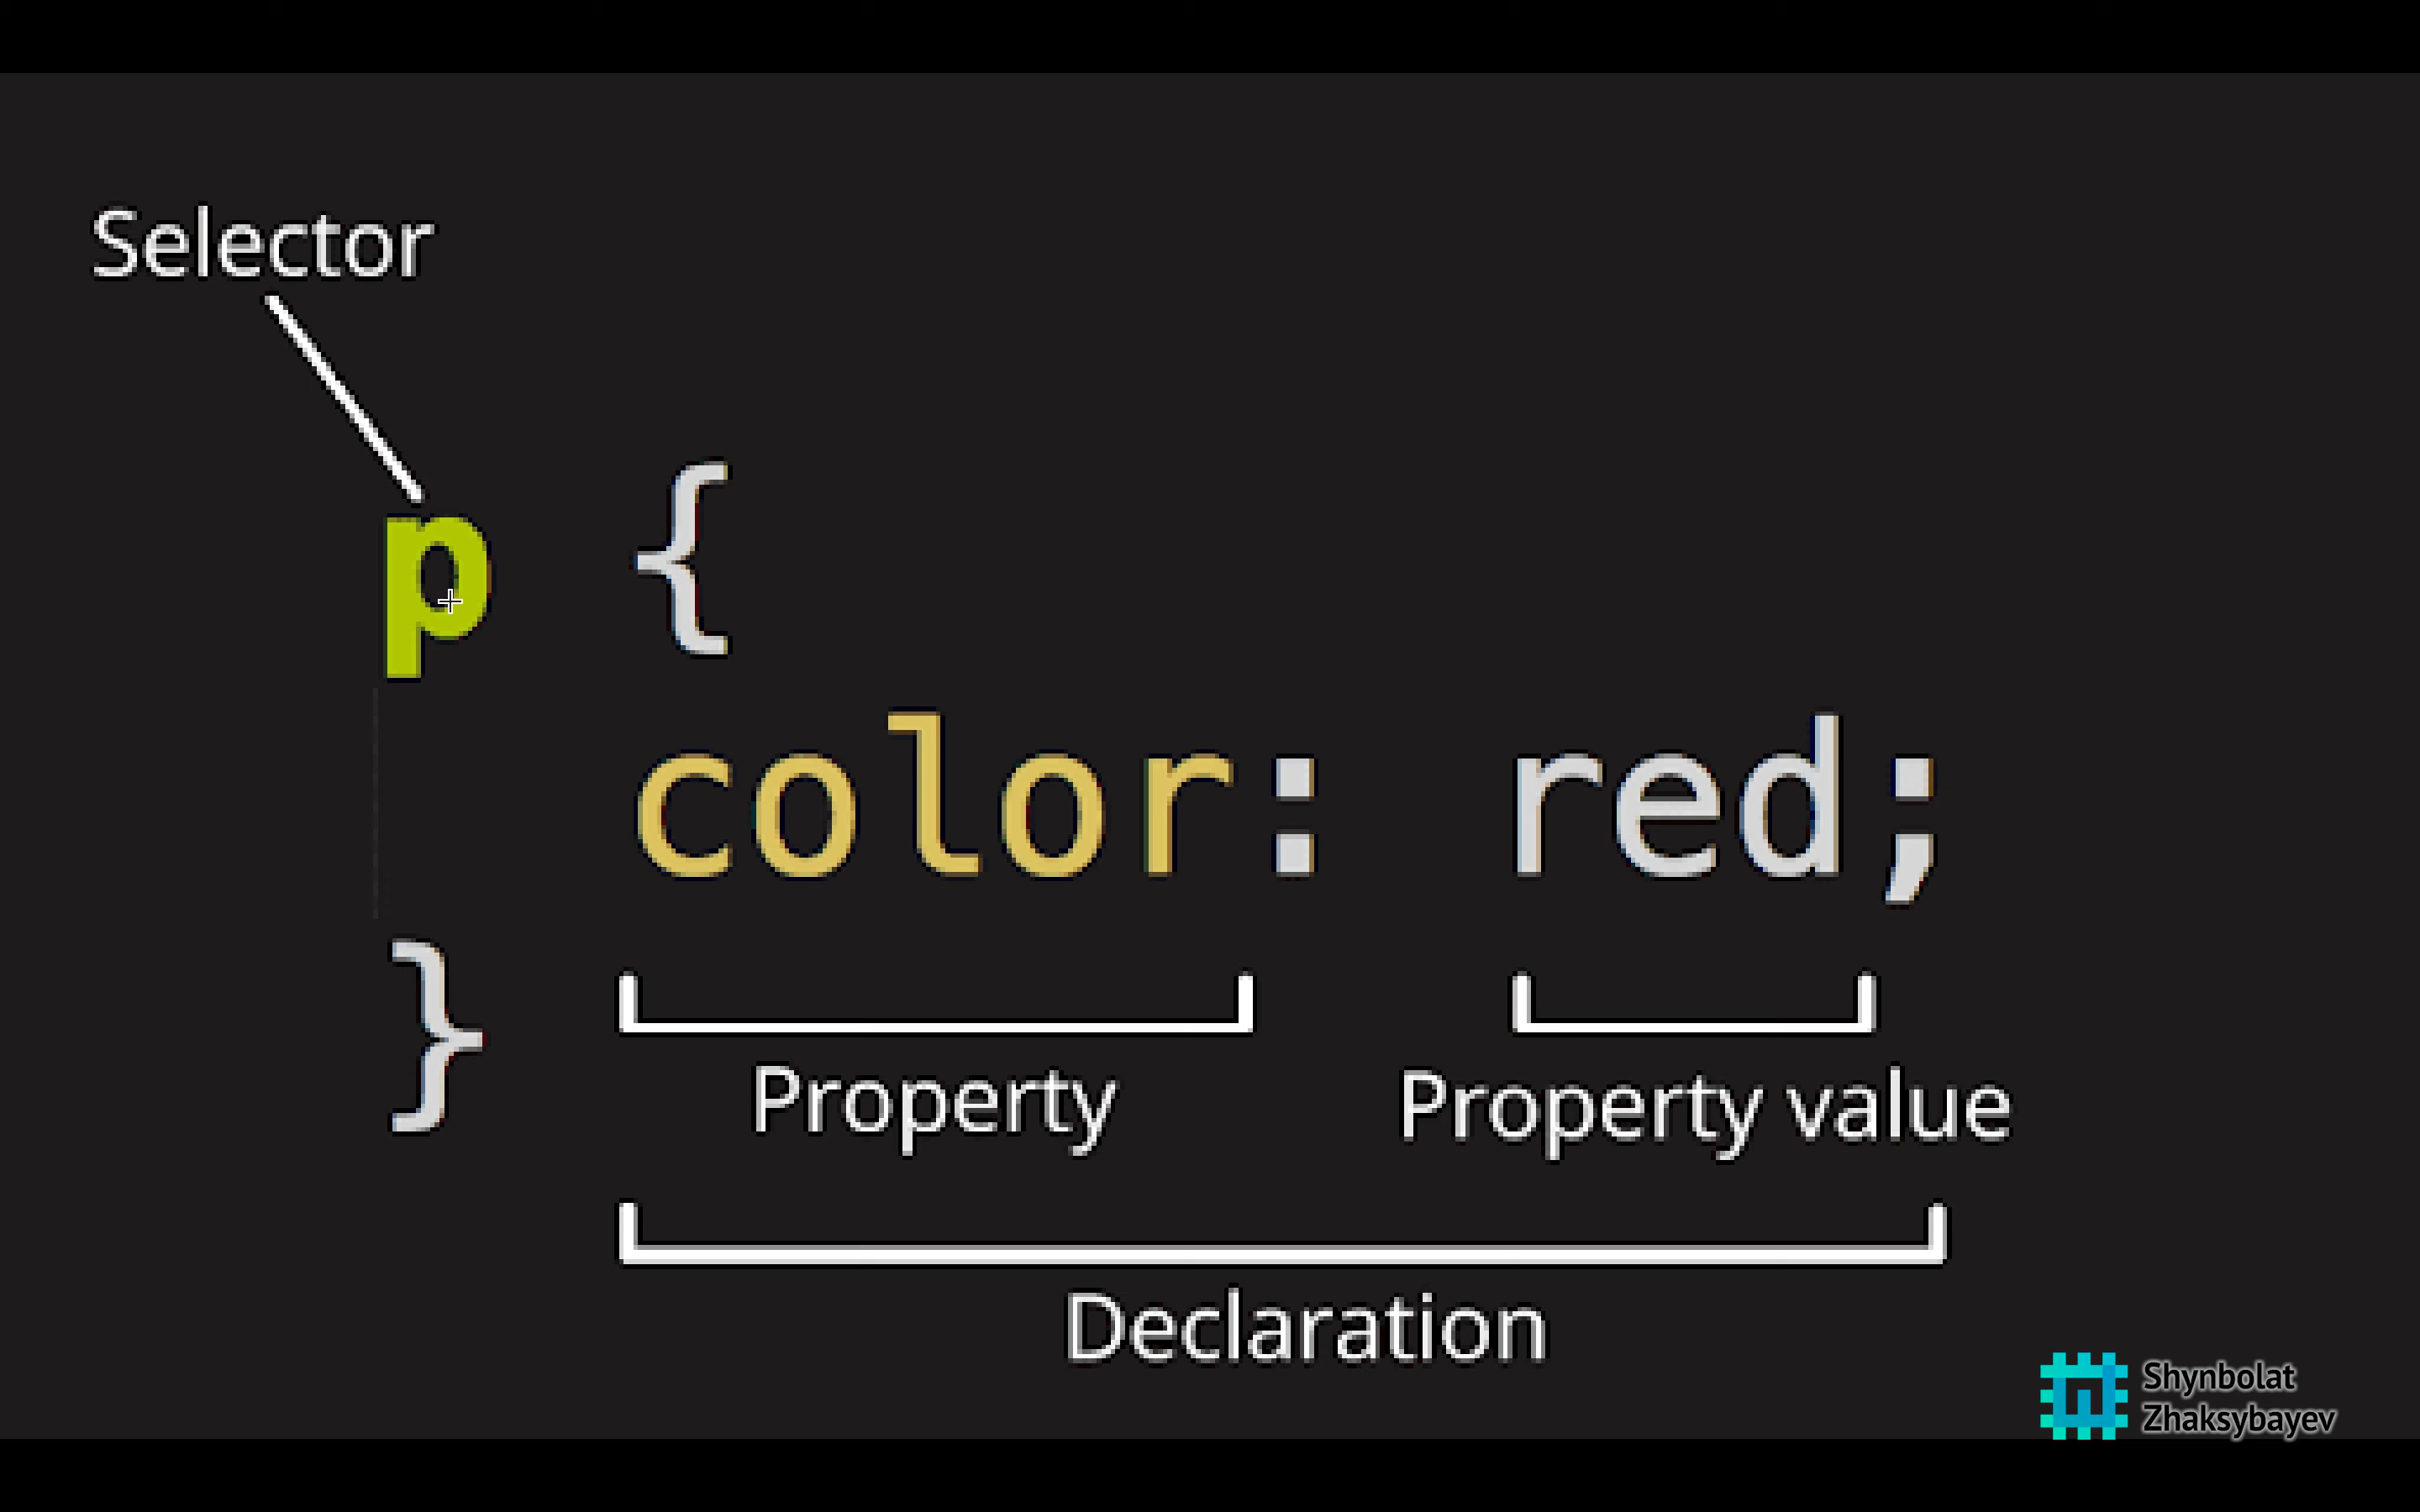 Selector
p {
color: red;
}
Property
Property value
Declaration
Shynbolat
Zhaksybayev